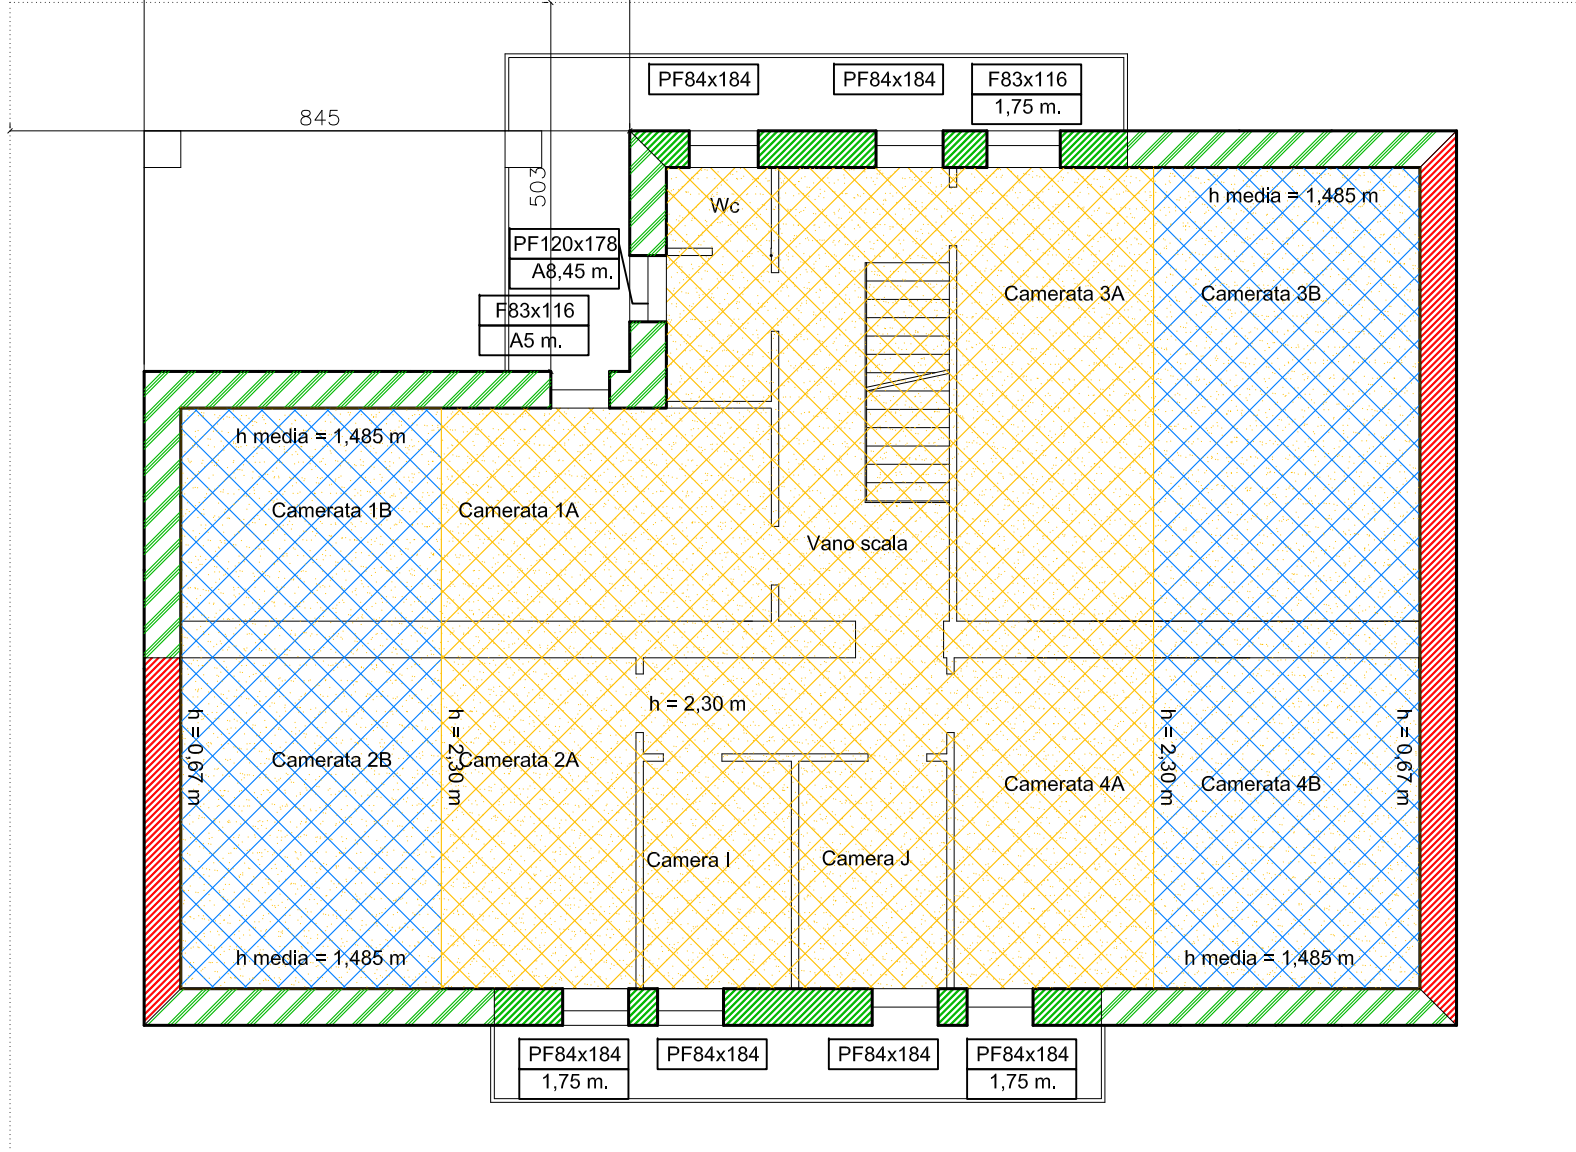 PF84x184
PF84x184
F83x116
1,75 m.
845
503
Wc
h media = 1,485 m
PF120x178
A8,45 m.
F83x116
A5 m.
Camerata 3A
Camerata 3B
h media = 1,485 m
Camerata 1B
Camerata 1A
Vano scala
h = 2,30 m
h = 0,67 m
h = 2,30 m
h = 2,30 m
h = 0,67 m
Camerata 2B
Camerata 2A
Camerata 4A
Camerata 4B
Camera I
Camera J
h media = 1,485 m
h media = 1,485 m
PF84x184
1,75 m.
PF84x184
PF84x184
PF84x184
1,75 m.